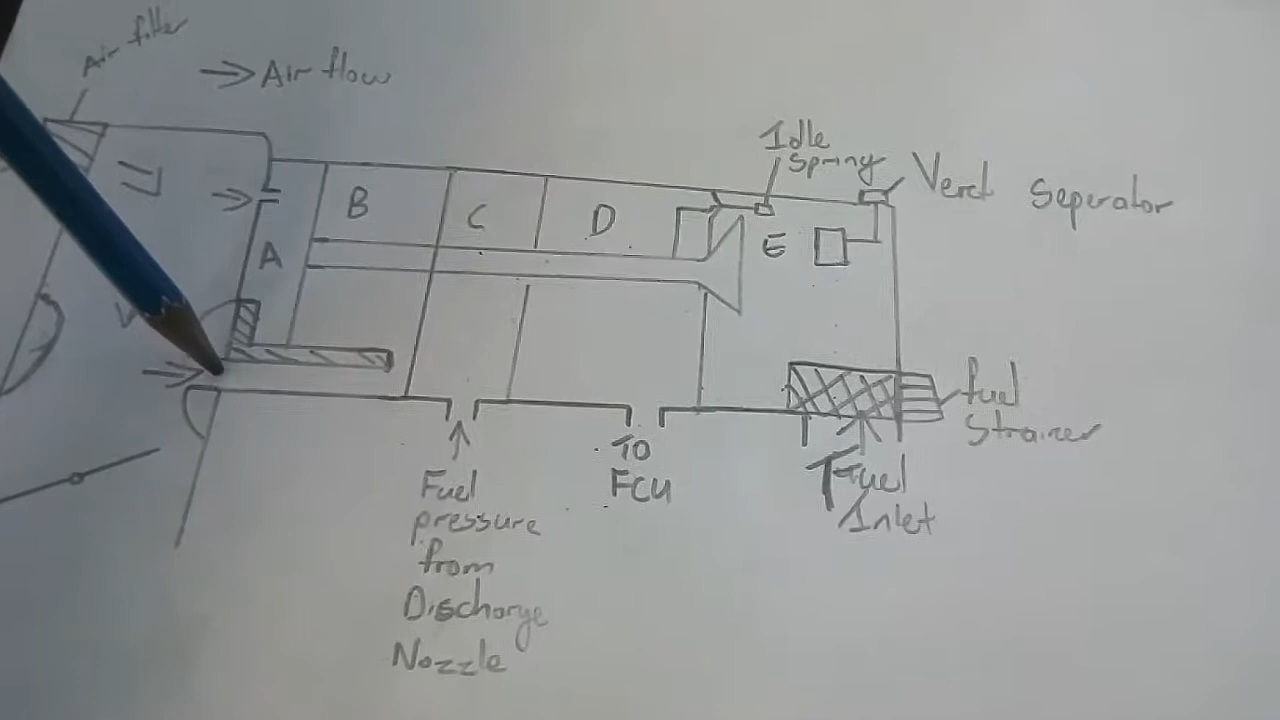 Air filter
→ Air flow
Idle
Spring
Vent Seperator
B
C
D
E
A
fuel
Strainer
TO
FCU
Fuel
Inlet
Fuel
pressure
from
Discharge
Nozzle